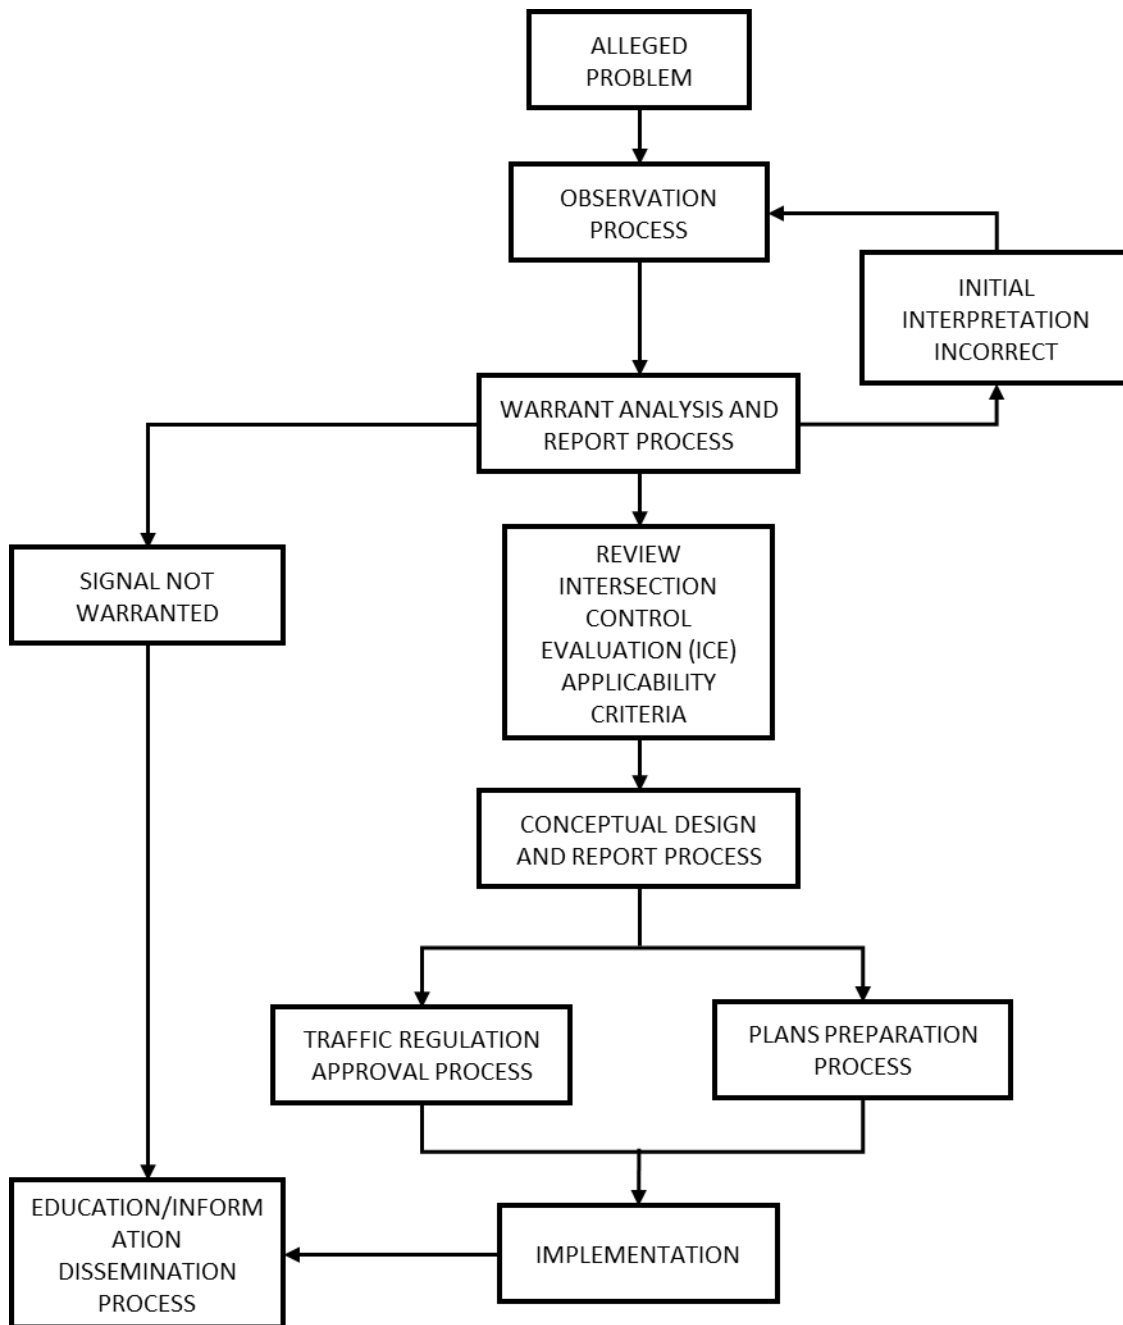 ALLEGED
PROBLEM
OBSERVATION
PROCESS
INITIAL
INTERPRETATION
INCORRECT
WARRANT ANALYSIS AND
REPORT PROCESS
SIGNAL NOT
WARRANTED
REVIEW
INTERSECTION
CONTROL
EVALUATION (ICE)
APPLICABILITY
CRITERIA
CONCEPTUAL DESIGN
AND REPORT PROCESS
TRAFFIC REGULATION
APPROVAL PROCESS
PLANS PREPARATION
PROCESS
EDUCATION/INFORM
ATION
DISSEMINATION
PROCESS
IMPLEMENTATION